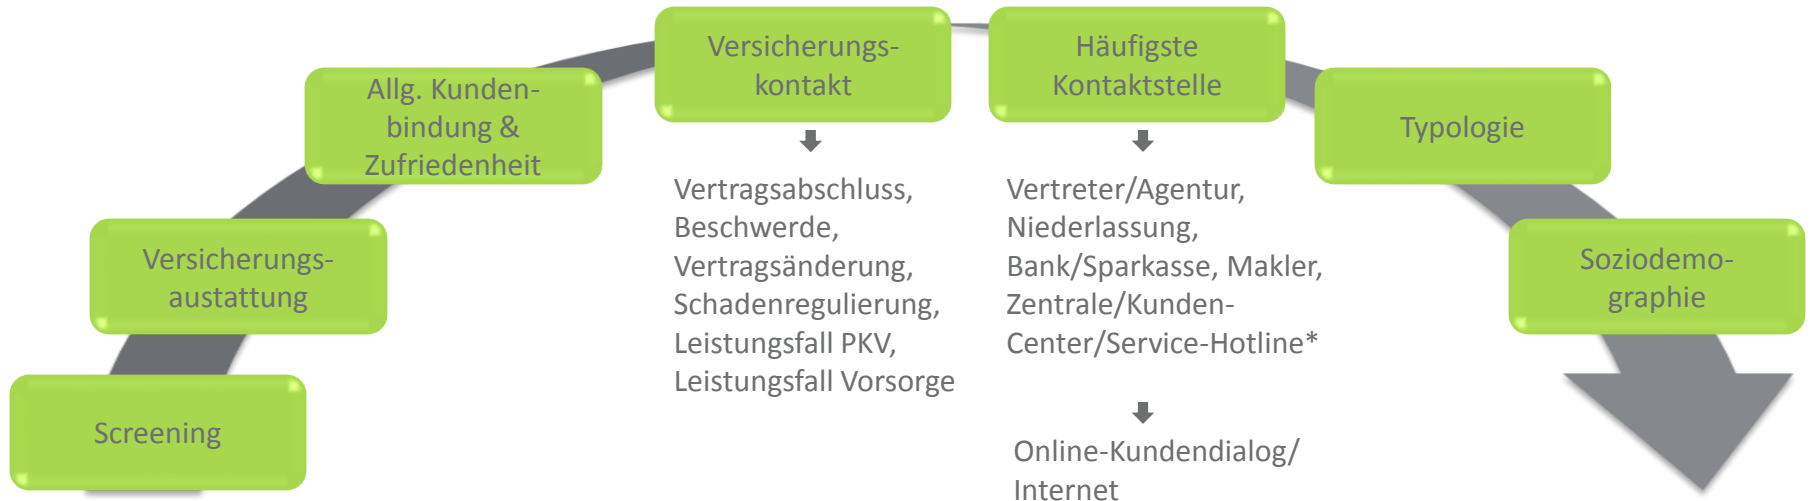 Screening
Versicherungs-
austattung
Allg. Kunden-
bindung &
Zufriedenheit
Versicherungs-
kontakt
Vertragsabschluss,
Beschwerde,
Vertragsänderung,
Schadenregulierung,
Leistungsfall PKV,
Leistungsfall Vorsorge
Häufigste
Kontaktstelle
Vertreter/Agentur,
Niederlassung,
Bank/Sparkasse, Makler,
Zentrale/Kunden-
Center/Service-Hotline*
Online-Kundendialog/
Internet
Typologie
Soziodemo-
graphie